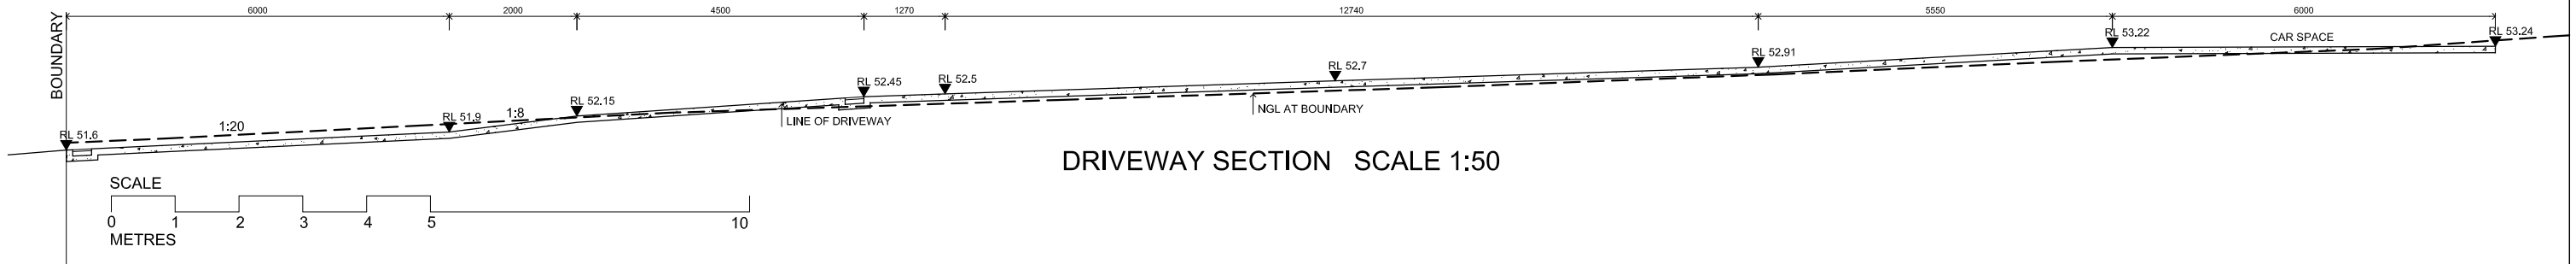 6000
2000
4500
1270
12740
5550
6000
BOUNDARY
RL 51.6
1:20
RL 51.9
1:8
RL 52.15
RL 52.45
RL 52.5
RL 52.7
RL 52.91
RL 53.22
CAR SPACE
RL 53.24
LINE OF DRIVEWAY
NGL AT BOUNDARY
DRIVEWAY SECTION SCALE 1:50
SCALE
0 1 2 3 4 5 10
METRES